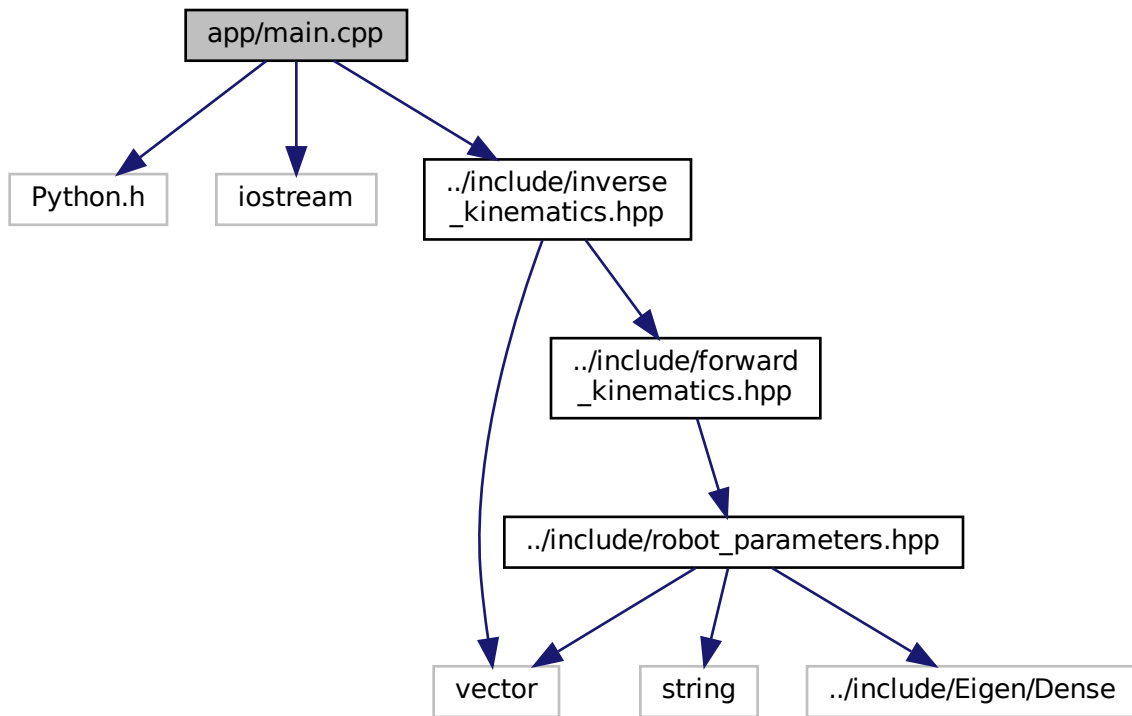 app/main.cpp
Python.h
iostream
../include/inverse
_kinematics.hpp
../include/forward
_kinematics.hpp
../include/robot_parameters.hpp
vector
string
../include/Eigen/Dense